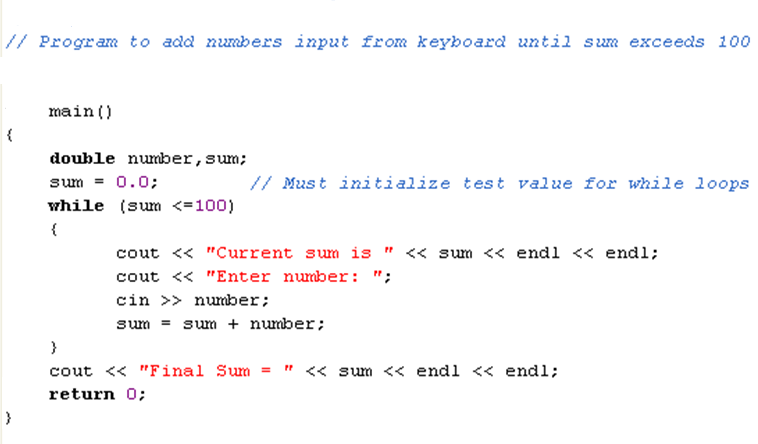 // Program to add numbers input from keyboard until sum exceeds 100
main()
{
double number,sum;
sum = 0.0; // Must initialize test value for while loops
while (sum <=100)
{
cout << "Current sum is " << sum << endl << endl;
cout << "Enter number: ";
cin >> number;
sum = sum + number;
}
cout << "Final Sum = " << sum << endl << endl;
return 0;
}